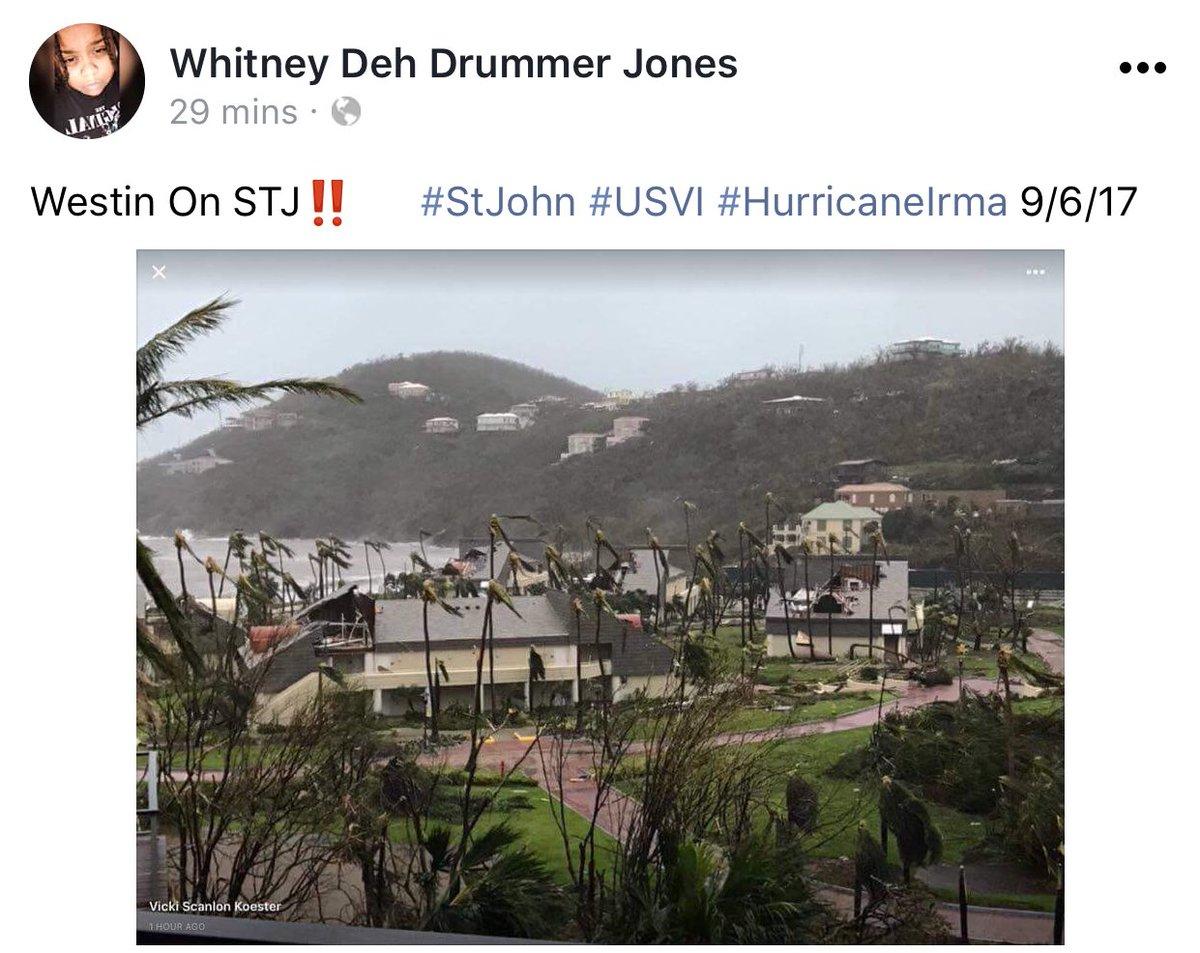 Whitney Deh Drummer Jones
29 mins ·
Westin On STJ‼️ #StJohn #USVI #HurricaneIrma 9/6/17
Vicki Scanlon Koester
1 HOUR AGO